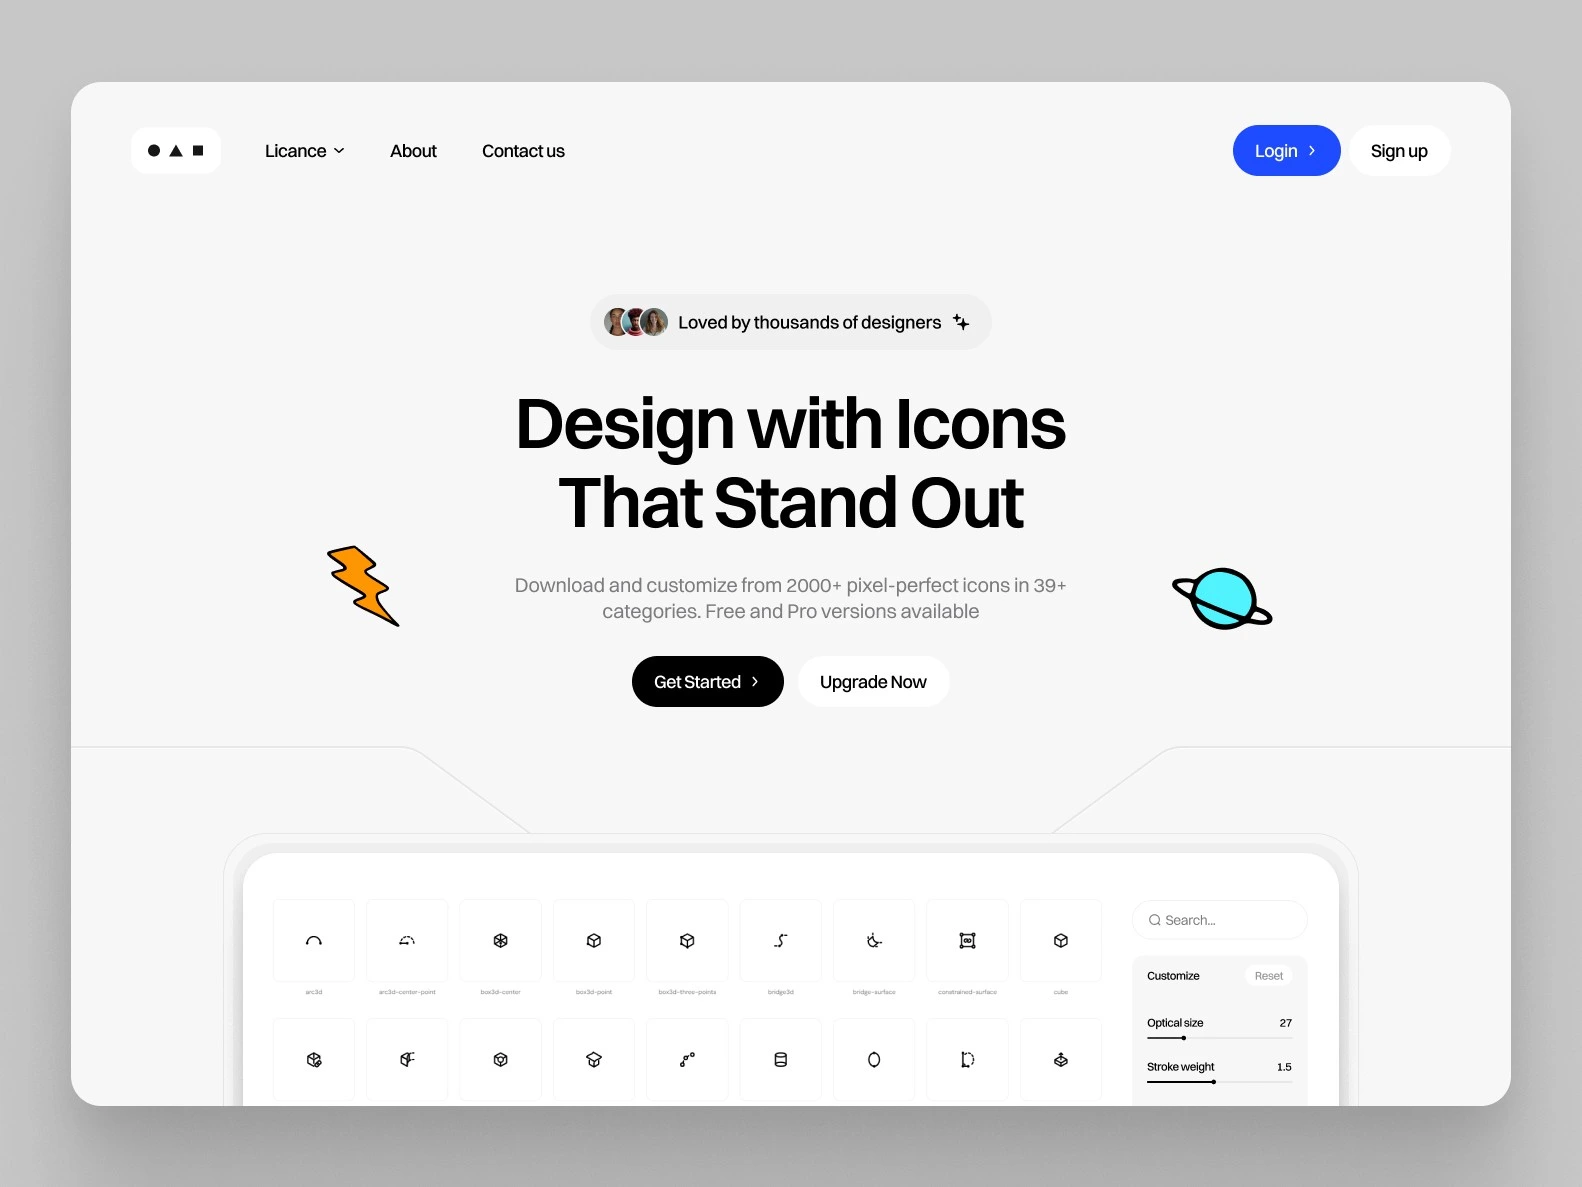 Licance
About
Contact us
Login
Sign up
Loved by thousands of designers
Design with Icons
That Stand Out
Download and customize from 2000+ pixel-perfect icons in 39+
categories. Free and Pro versions available
Get Started
Upgrade Now
arc3d
arc3d-center-point
box3d-center
box3d-point
box3d-three-points
bridge3d
bridge-surface
constrained-surface
cube
Search...
Customize
Reset
Optical size
27
Stroke weight
1.5